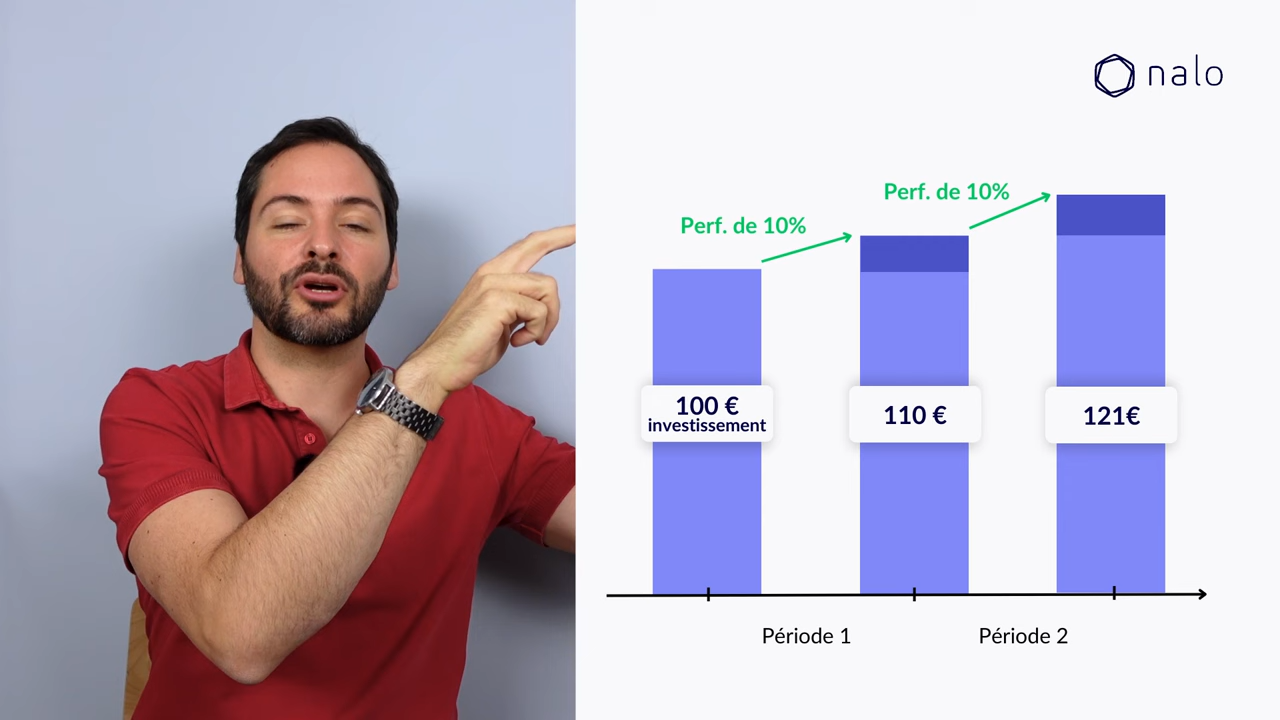 nalo
Perf. de 10%
Perf. de 10%
100 €
investissement
110 €
121€
Période 1
Période 2